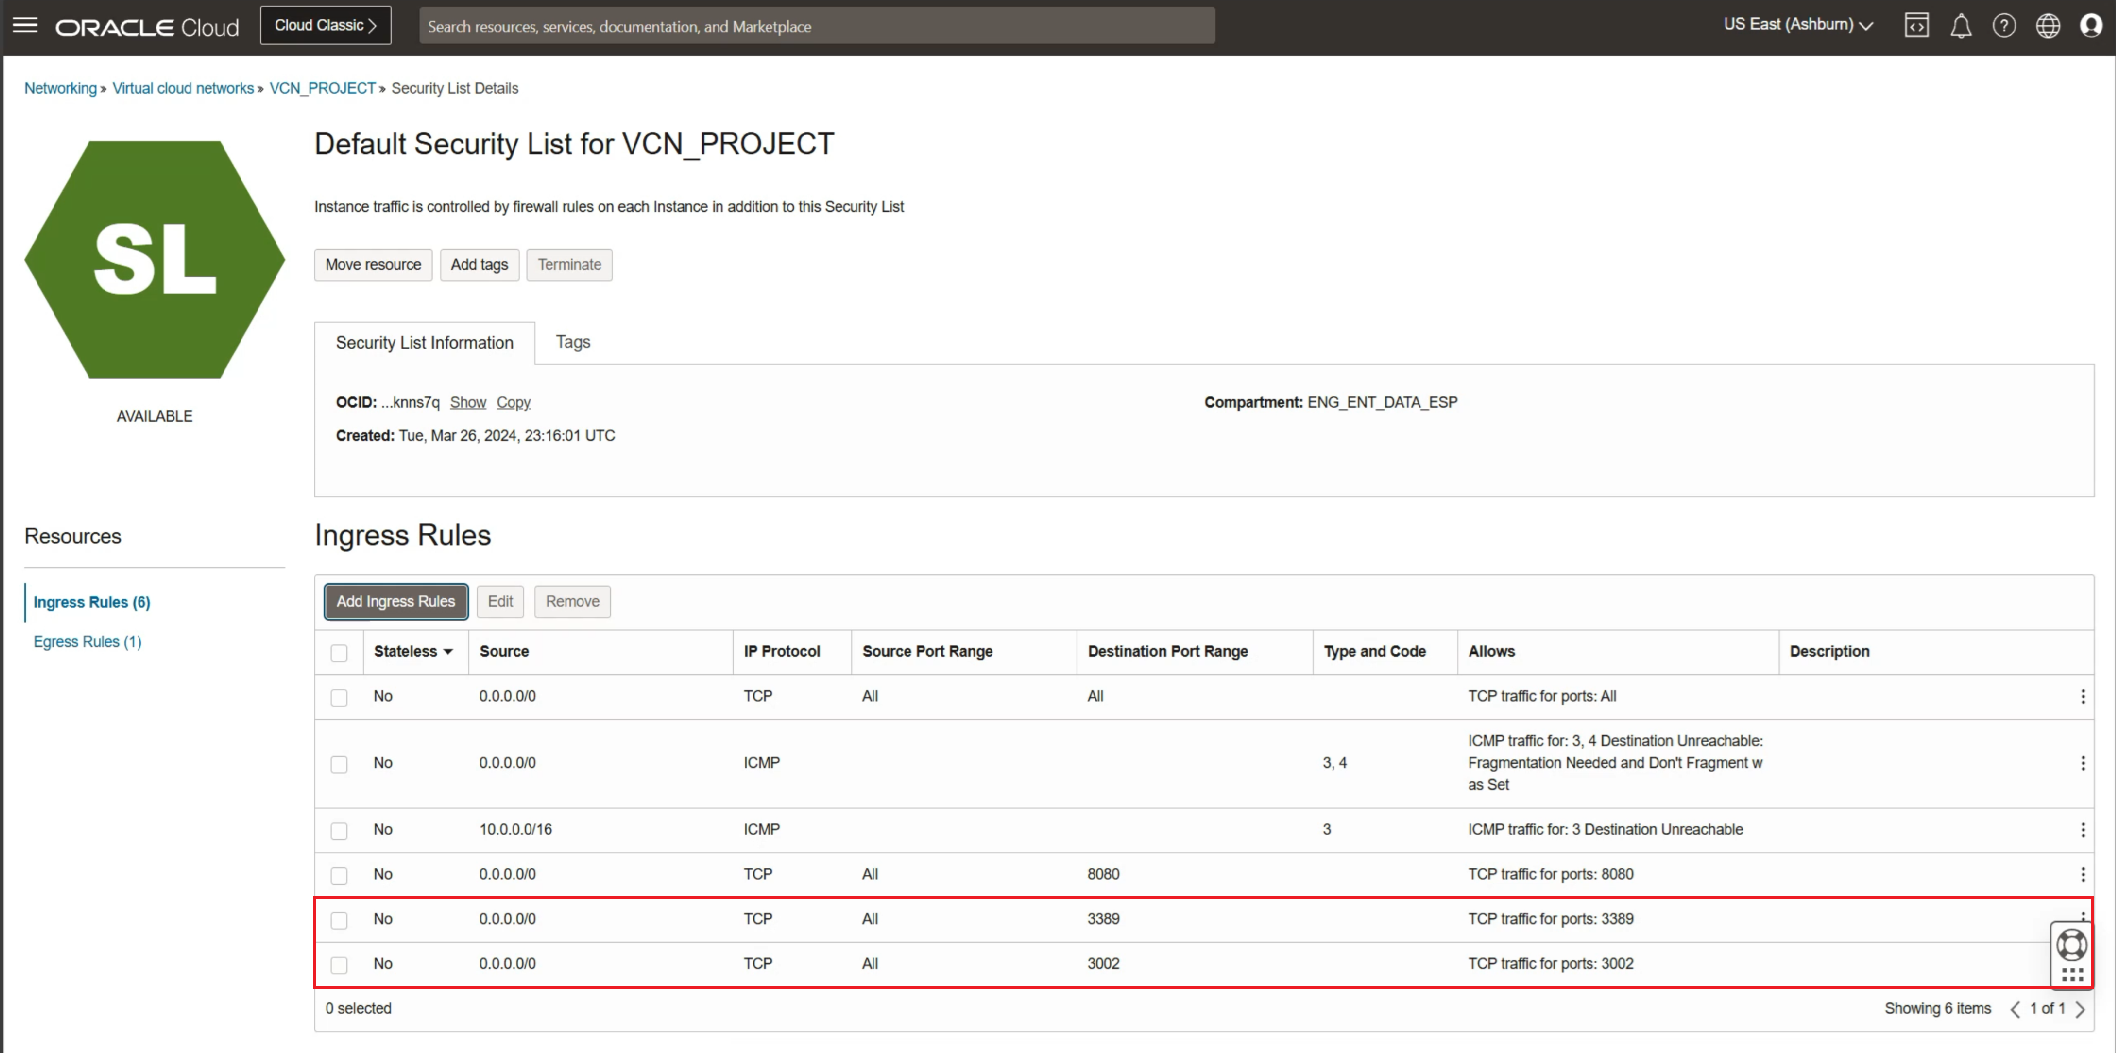 ORACLE Cloud
Cloud Classic
Search resources, services, documentation, and Marketplace
US East (Ashburn)
Networking » Virtual cloud networks » VCN_PROJECT » Security List Details
SL
AVAILABLE
Default Security List for VCN_PROJECT
Instance traffic is controlled by firewall rules on each Instance in addition to this Security List
Move resource Add tags Terminate
Security List Information Tags
OCID: ...knns7q Show Copy
Compartment: ENG_ENT_DATA_ESP
Created: Tue, Mar 26, 2024, 23:16:01 UTC
Resources
Ingress Rules (6)
Egress Rules (1)
Ingress Rules
Add Ingress Rules Edit Remove
Stateless Source IP Protocol Source Port Range Destination Port Range Type and Code Allows Description
No 0.0.0.0/0 TCP All All TCP traffic for ports: All
No 0.0.0.0/0 ICMP 3, 4 ICMP traffic for: 3, 4 Destination Unreachable:
Fragmentation Needed and Don't Fragment w
as Set
No 10.0.0.0/16 ICMP 3 ICMP traffic for: 3 Destination Unreachable
No 0.0.0.0/0 TCP All 8080 TCP traffic for ports: 8080
No 0.0.0.0/0 TCP All 3389 TCP traffic for ports: 3389
No 0.0.0.0/0 TCP All 3002 TCP traffic for ports: 3002
0 selected
Showing 6 items 1 of 1